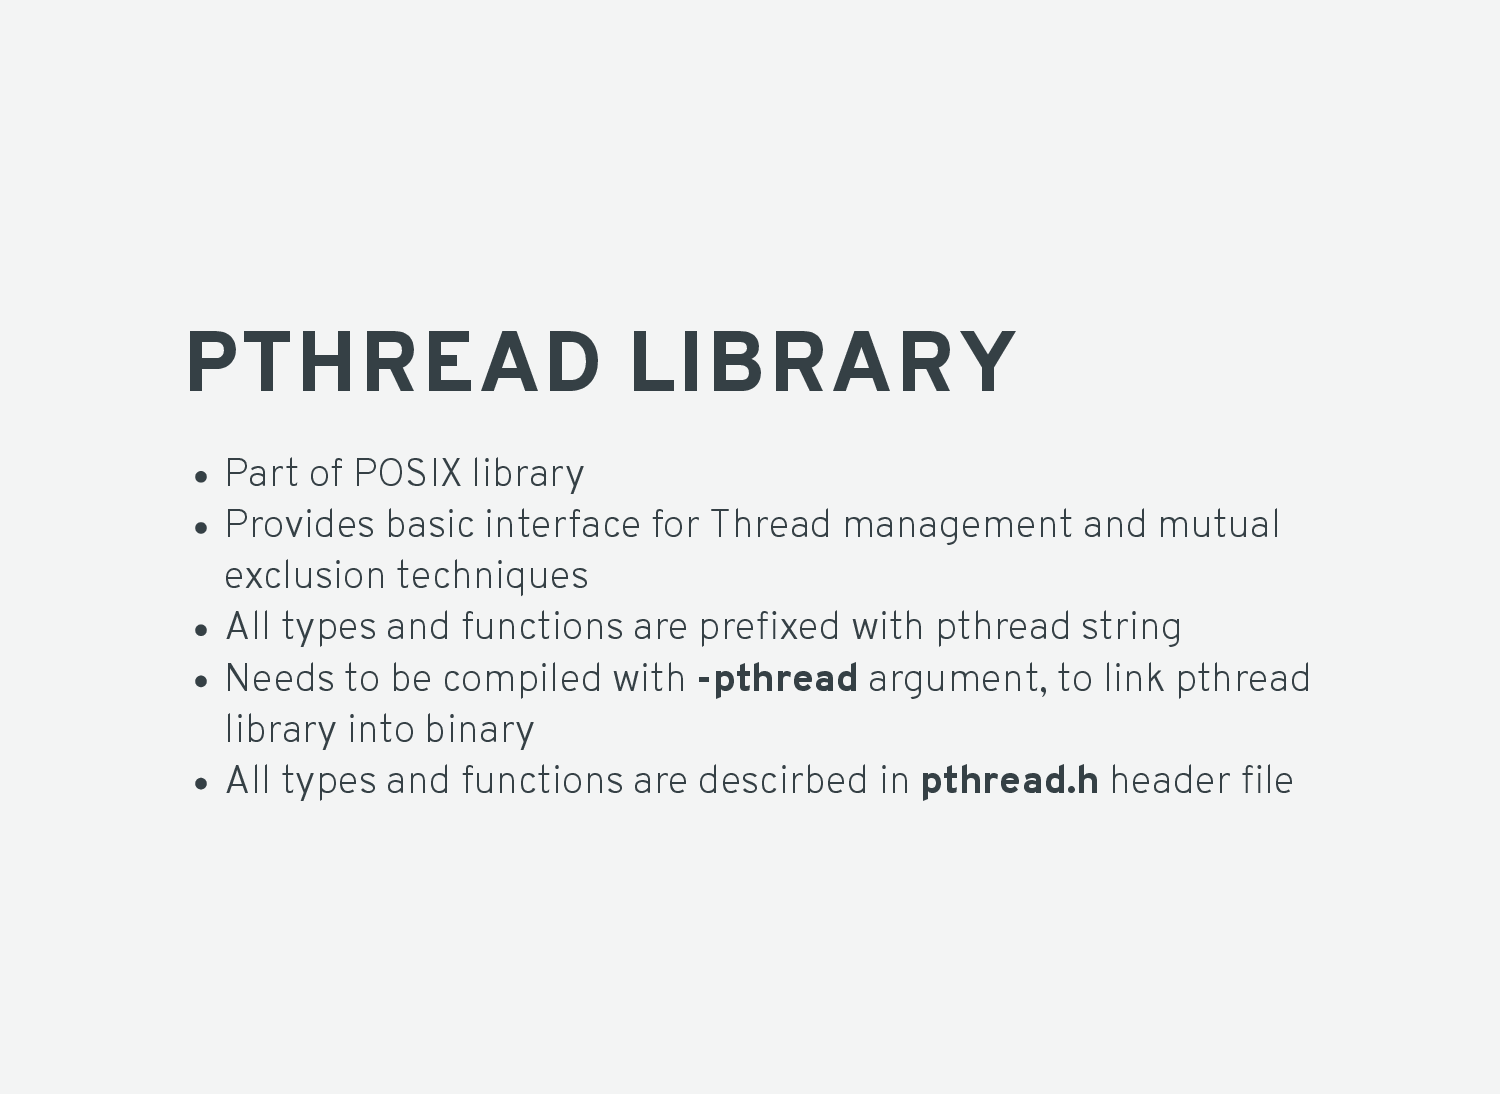 PTHREAD LIBRARY
• Part of POSIX library
• Provides basic interface for Thread management and mutual
exclusion techniques
• All types and functions are prefixed with pthread string
• Needs to be compiled with -pthread argument, to link pthread
library into binary
• All types and functions are descirbed in pthread.h header file